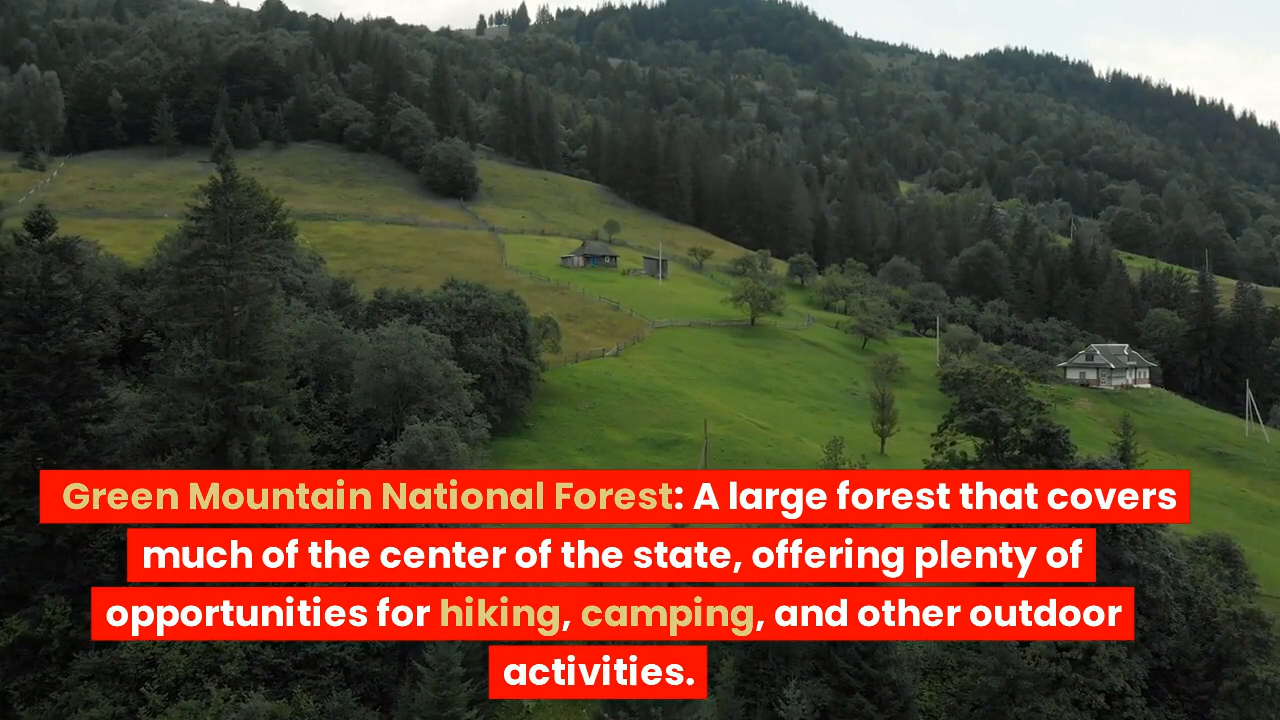 Green Mountain National Forest: A large forest that covers
much of the center of the state, offering plenty of
opportunities for hiking, camping, and other outdoor
activities.